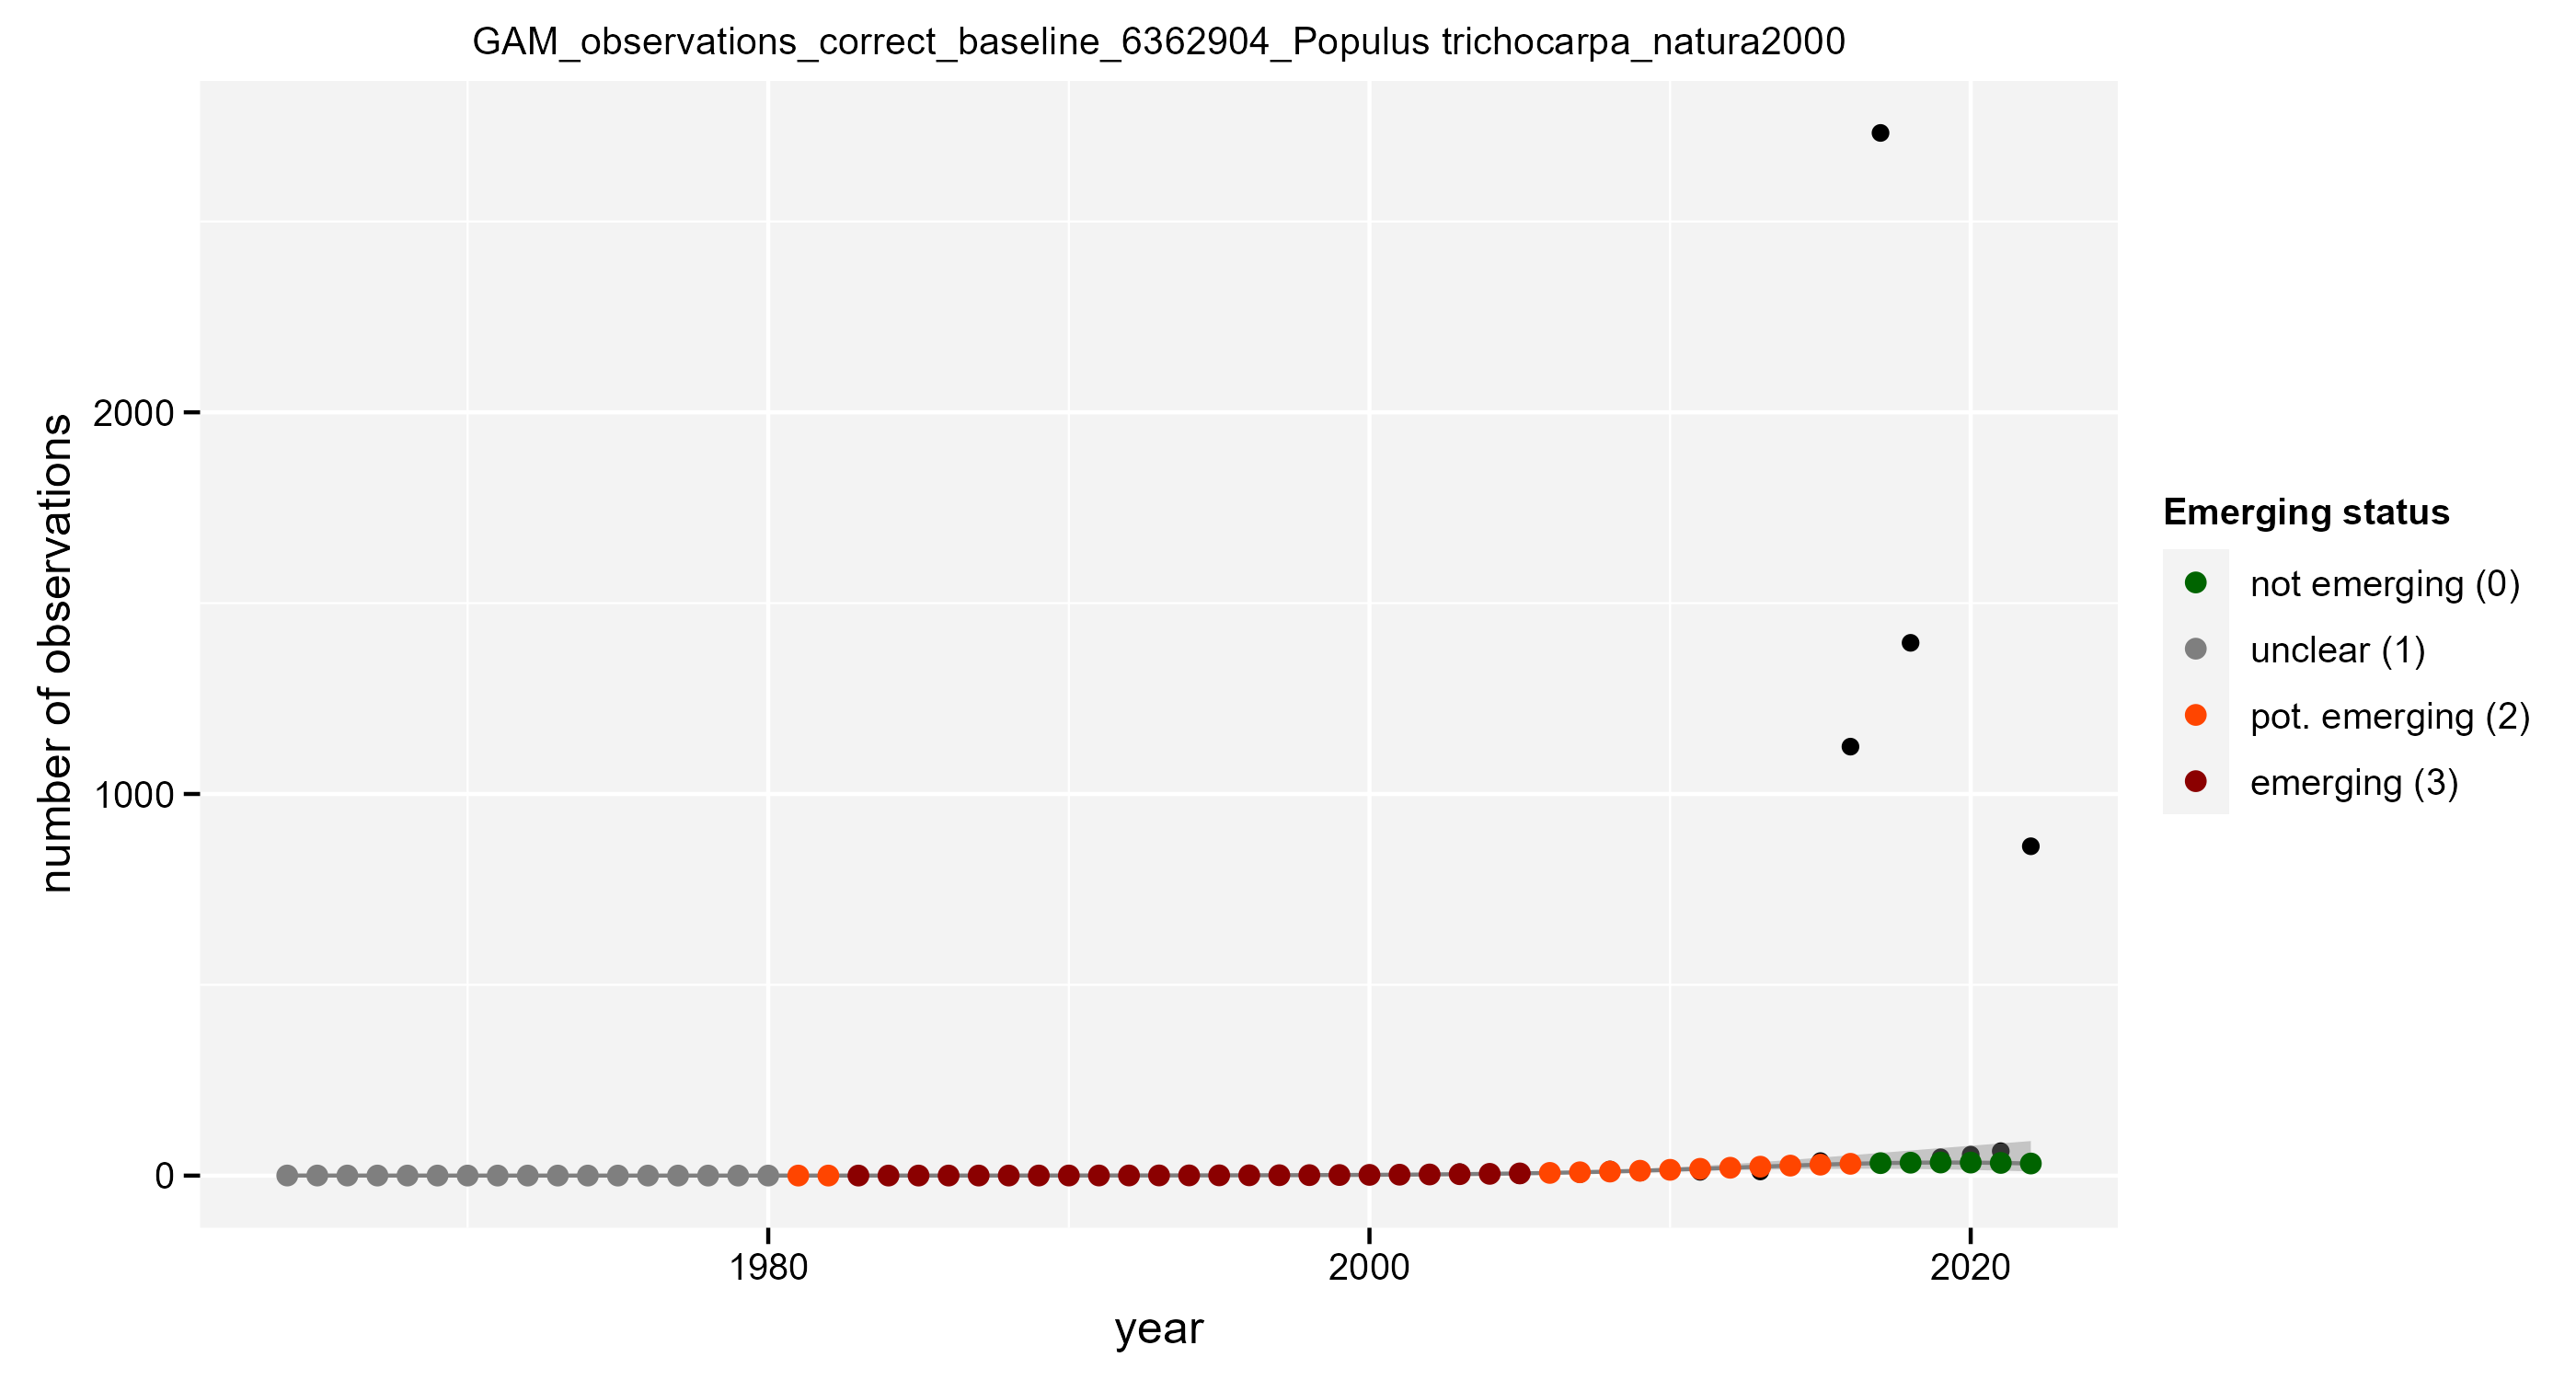 GAM_observations_correct_baseline_6362904_Populus trichocarpa_natura2000
number of observations
2000
1000
0
1980
2000
2020
year
Emerging status
not emerging (0)
unclear (1)
pot. emerging (2)
emerging (3)